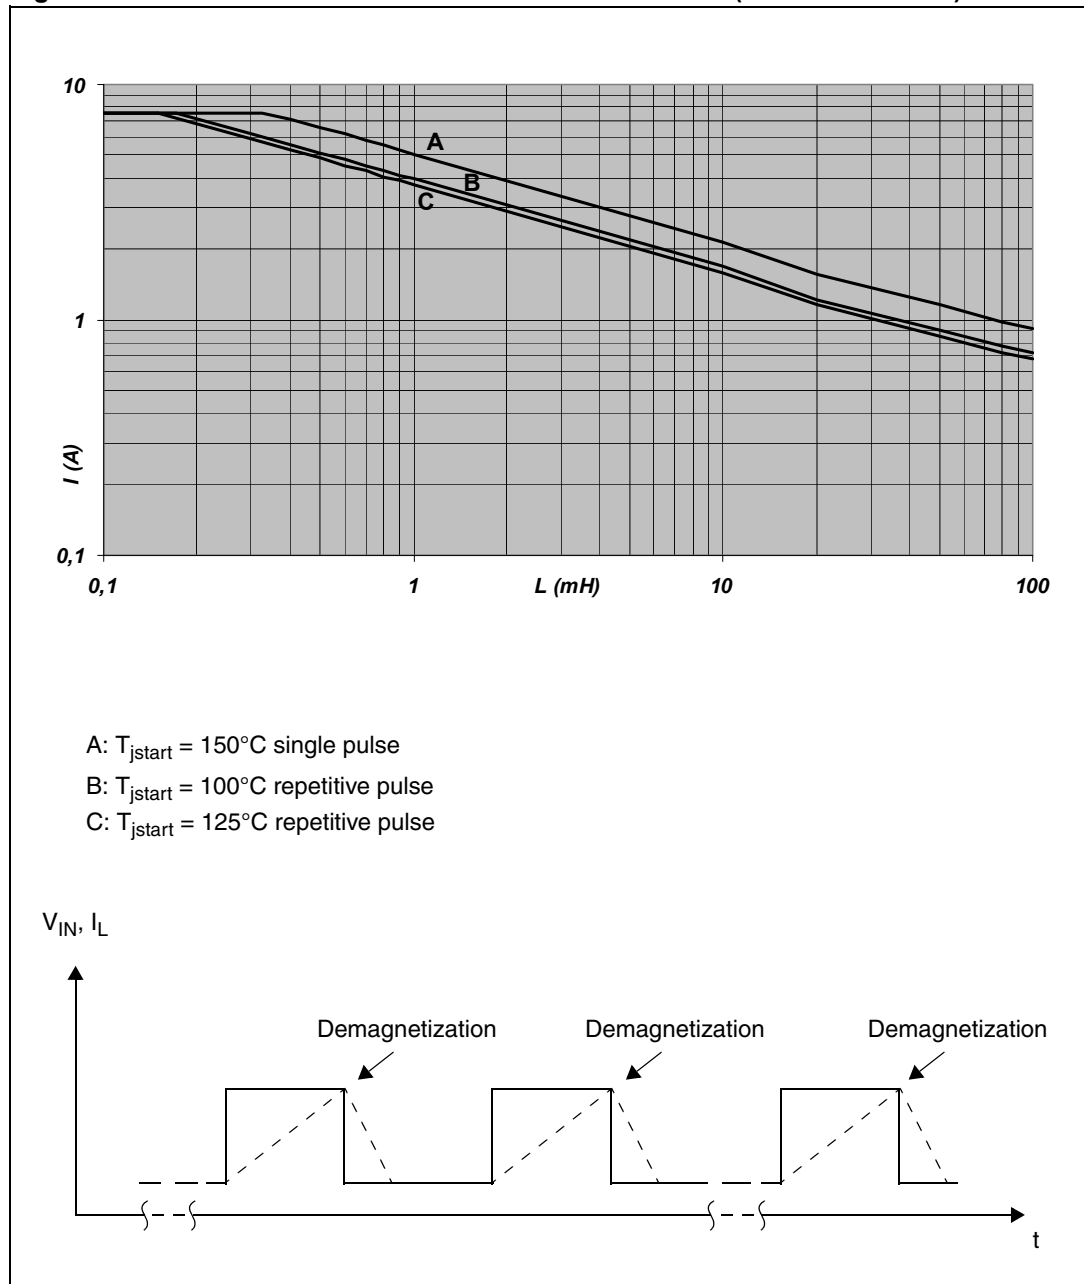 10
A
B
C
1
I (A)
0,1
0,1 1 L (mH) 10 100
A: Tjstart = 150°C single pulse
B: Tjstart = 100°C repetitive pulse
C: Tjstart = 125°C repetitive pulse
VIN, IL
Demagnetization Demagnetization Demagnetization
t